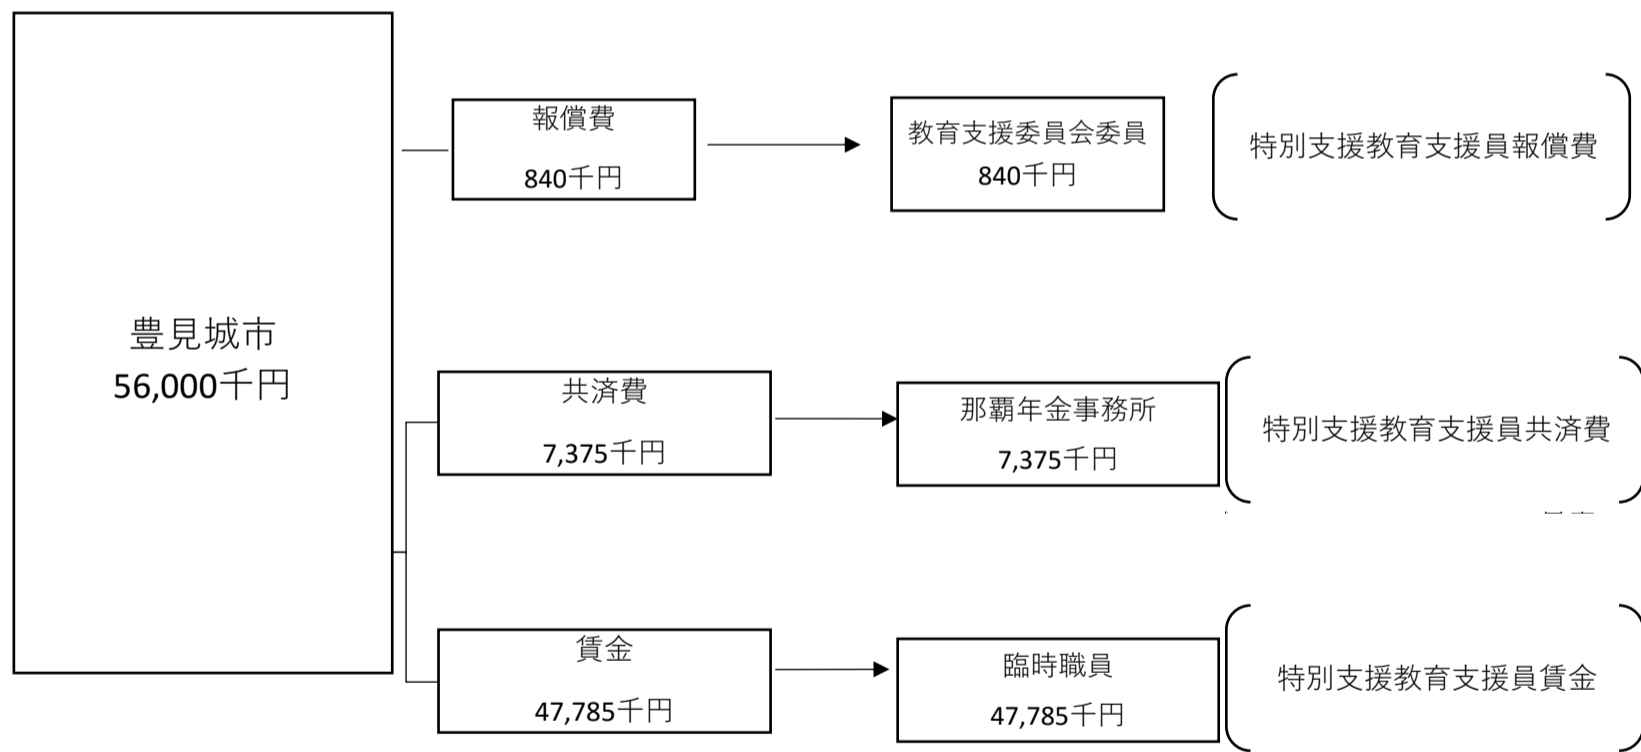 豊見城市
56,000千円
報償費
840千円
教育支援委員会委員
840千円
特別支援教育支援員報償費
共済費
7,375千円
那覇年金事務所
7,375千円
特別支援教育支援員共済費
賃金
47,785千円
臨時職員
47,785千円
特別支援教育支援員賃金